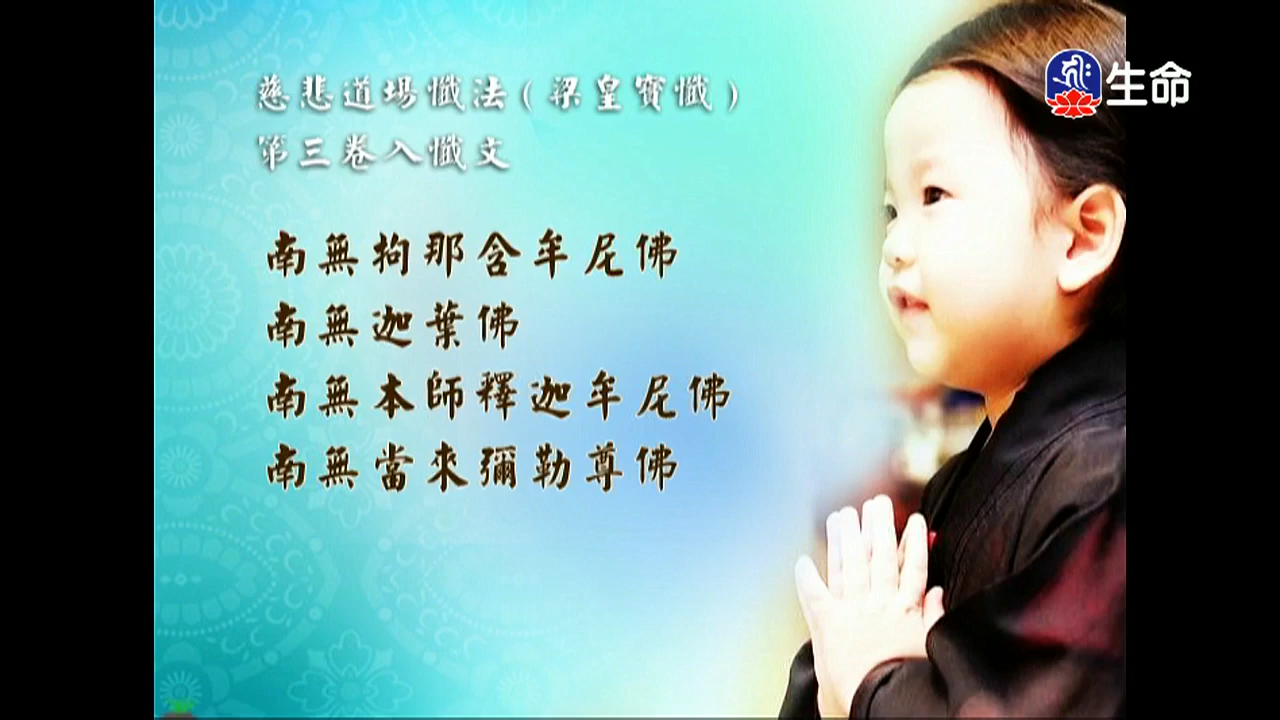 慈悲道場懺法(梁皇寶懺)
第三卷入懺文
生命
南無拘那含牟尼佛
南無迦葉佛
南無本師釋迦牟尼佛
南無當來彌勒尊佛